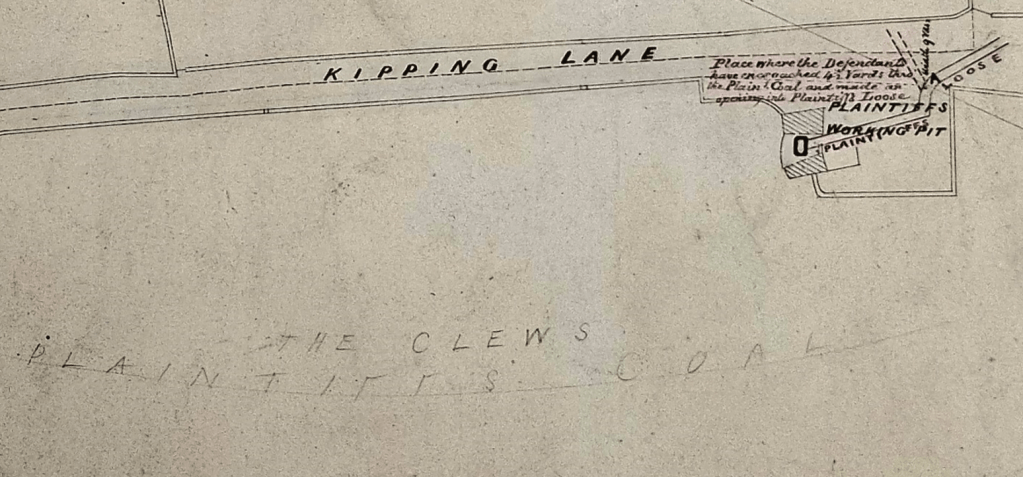 KIPPING LANE
Place where the Defendants
have encroached 4½ Yards into
the Plaint. Coal and made an
opening into Plaintiffs Loose
LOOSE
PLAINTIFFS
WORKING PIT
PLAINTIFFS
THE CLEWS
PLAINTIFFS COAL